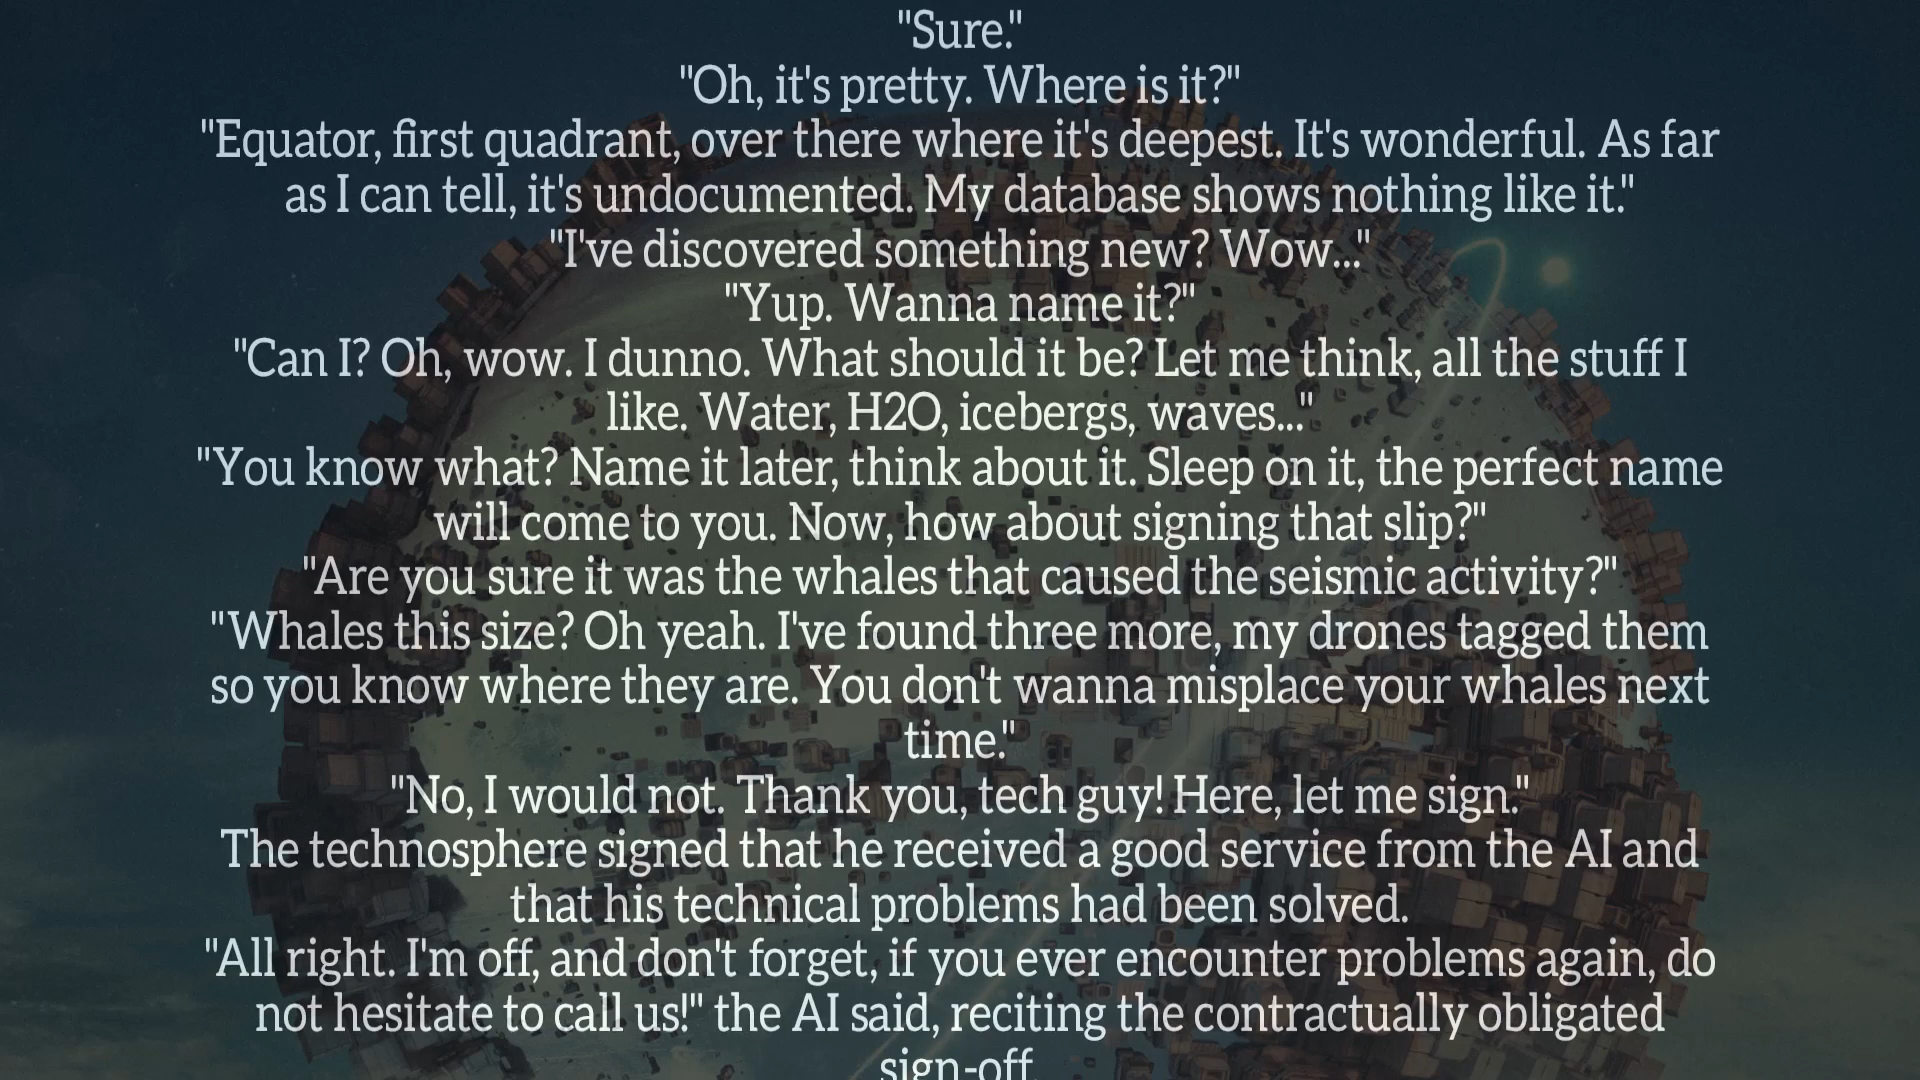 "Sure."
"Oh, it's pretty. Where is it?"
"Equator, first quadrant, over there where it's deepest. It's wonderful. As far
as I can tell, it's undocumented. My database shows nothing like it."
"I've discovered something new? Wow..."
"Yup. Wanna name it?"
"Can I? Oh, wow. I dunno. What should it be? Let me think, all the stuff I
like. Water, H2O, icebergs, waves..."
"You know what? Name it later, think about it. Sleep on it, the perfect name
will come to you. Now, how about signing that slip?"
"Are you sure it was the whales that caused the seismic activity?"
"Whales this size? Oh yeah. I've found three more, my drones tagged them
so you know where they are. You don't wanna misplace your whales next
time."
"No, I would not. Thank you, tech guy! Here, let me sign."
The technosphere signed that he received a good service from the AI and
that his technical problems had been solved.
"All right. I'm off, and don't forget, if you ever encounter problems again, do
not hesitate to call us!" the AI said, reciting the contractually obligated
sign-off.